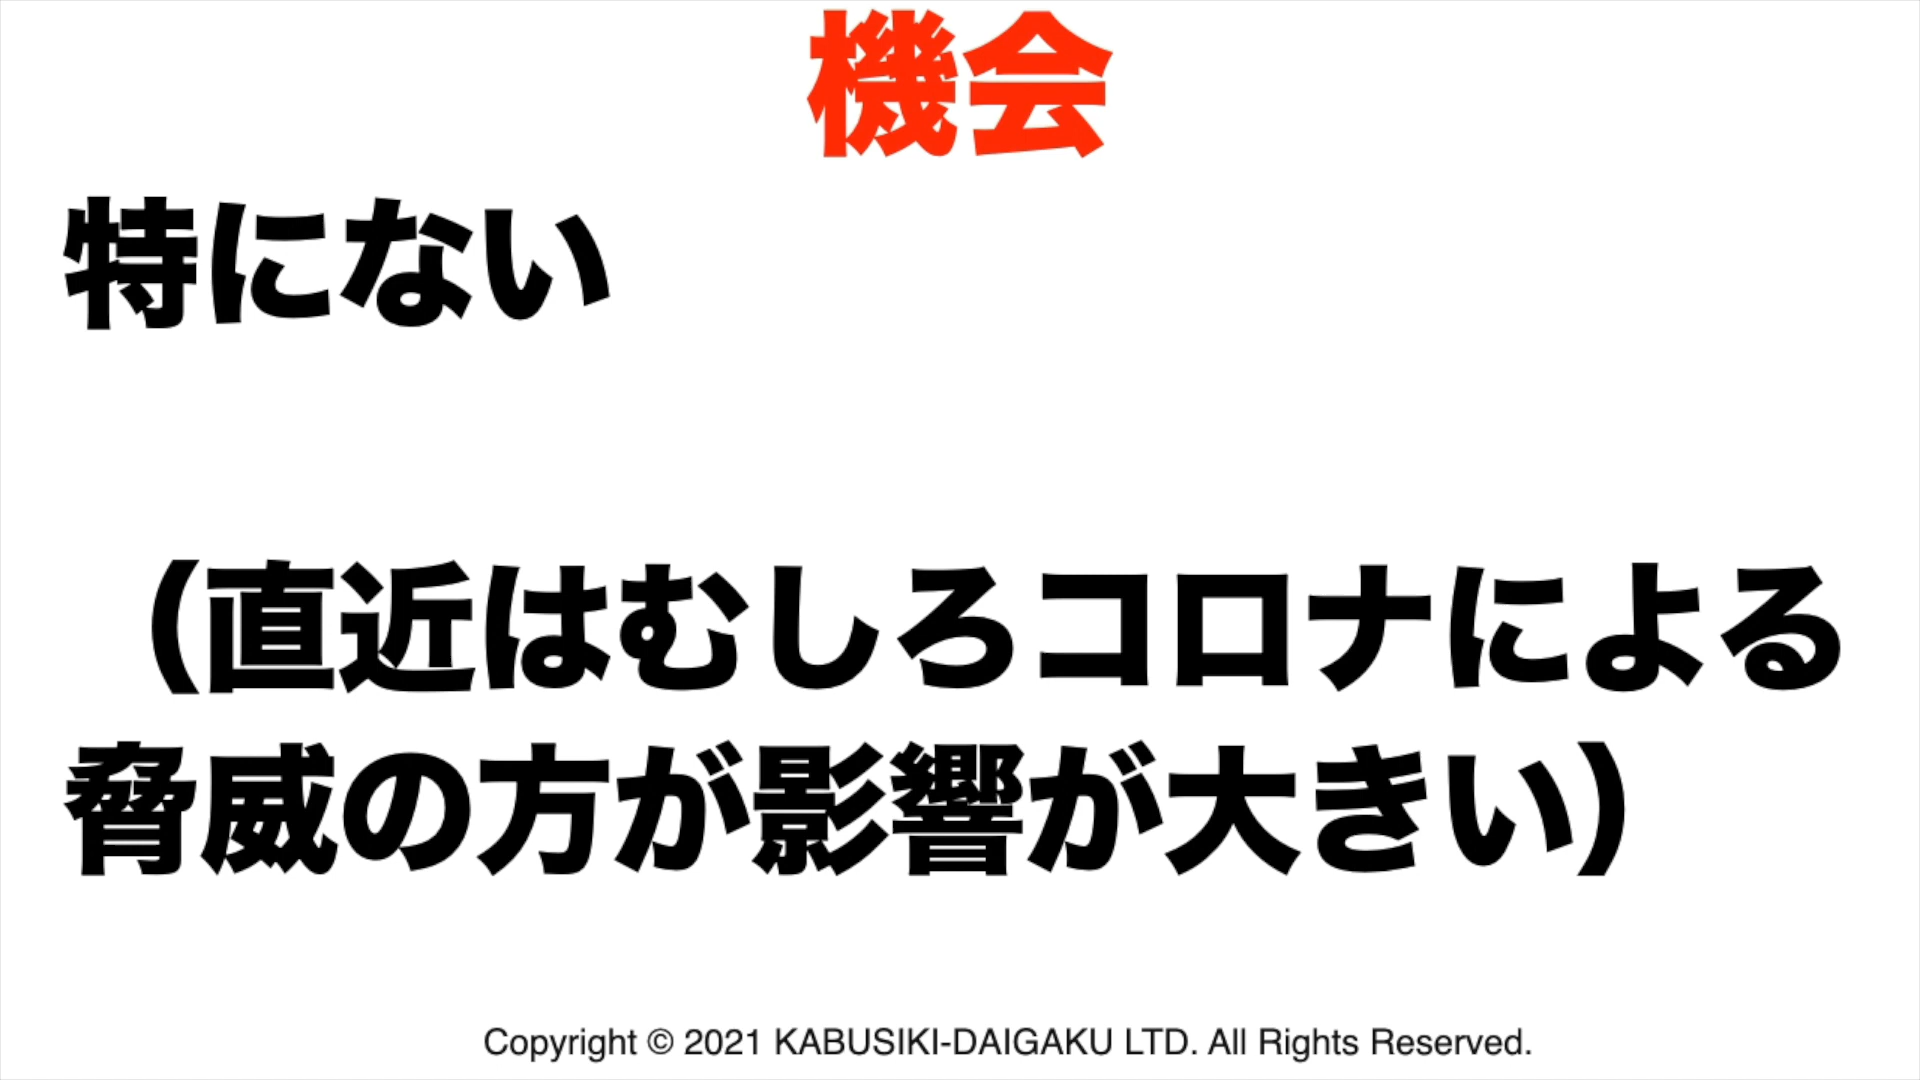 機会
特にない
（直近はむしろコロナによる
脅威の方が影響が大きい）
Copyright © 2021 KABUSIKI-DAIGAKU LTD. All Rights Reserved.